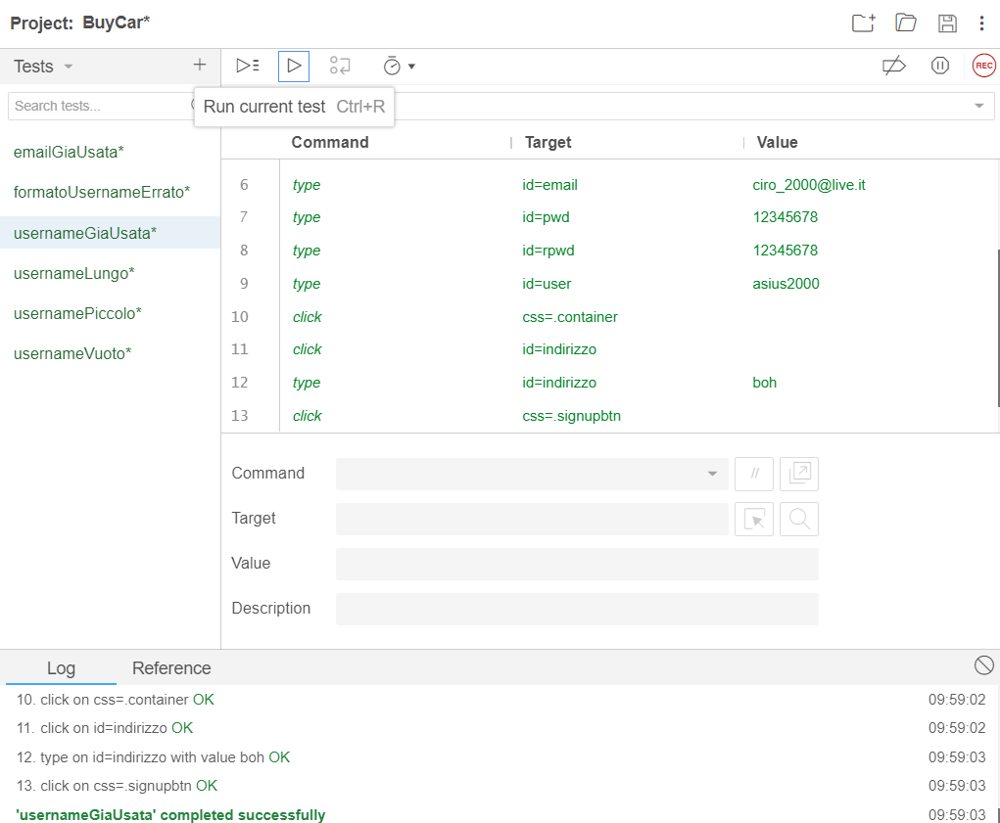 Project: BuyCar*
Tests
REC
Search tests...
Run current test Ctrl+R
Command Target Value
emailGiaUsata*
formatoUsernameErrato*
usernameGiaUsata*
usernameLungo*
usernamePiccolo*
usernameVuoto*
6 type id=email ciro_2000@live.it
7 type id=pwd 12345678
8 type id=rpwd 12345678
9 type id=user asius2000
10 click css=.container
11 click id=indirizzo
12 type id=indirizzo boh
13 click css=.signupbtn
Command //
Target
Value
Description
Log Reference
10. click on css=.container OK 09:59:02
11. click on id=indirizzo OK 09:59:02
12. type on id=indirizzo with value boh OK 09:59:03
13. click on css=.signupbtn OK 09:59:03
'usernameGiaUsata' completed successfully 09:59:03